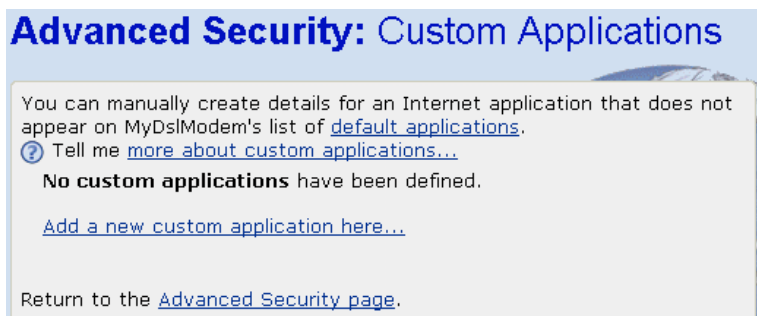 Advanced Security: Custom Applications
You can manually create details for an Internet application that does not
appear on MyDslModem's list of default applications.
Tell me more about custom applications...
No custom applications have been defined.
Add a new custom application here...
Return to the Advanced Security page.